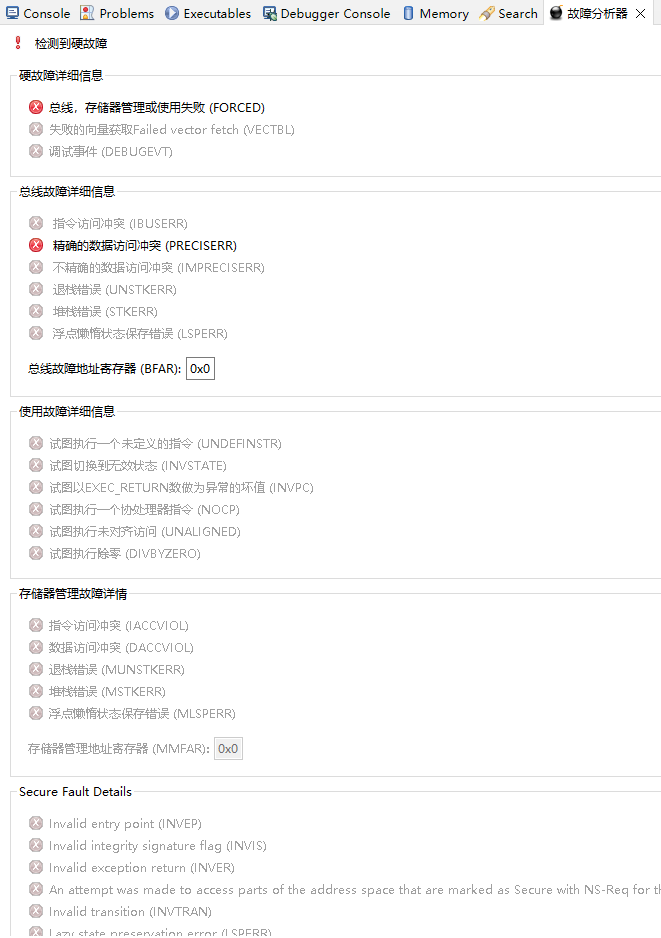 Console Problems Executables Debugger Console Memory Search 故障分析器
检测到硬故障
硬故障详细信息
总线，存储器管理或使用失败 (FORCED)
失败的向量获取Failed vector fetch (VECTBL)
调试事件 (DEBUGEVT)
总线故障详细信息
指令访问冲突 (IBUSERR)
精确的数据访问冲突 (PRECISERR)
不精确的数据访问冲突 (IMPRECISERR)
退栈错误 (UNSTKERR)
堆栈错误 (STKERR)
浮点懒惰状态保存错误 (LSPERR)
总线故障地址寄存器 (BFAR): 0x0
使用故障详细信息
试图执行一个未定义的指令 (UNDEFINSTR)
试图切换到无效状态 (INVSTATE)
试图以EXEC_RETURN数做为异常的坏值 (INVPC)
试图执行一个协处理器指令 (NOCP)
试图执行未对齐访问 (UNALIGNED)
试图执行除零 (DIVBYZERO)
存储器管理故障详情
指令访问冲突 (IACCVIOL)
数据访问冲突 (DACCVIOL)
退栈错误 (MUNSTKERR)
堆栈错误 (MSTKERR)
浮点懒惰状态保存错误 (MLSPERR)
存储器管理地址寄存器 (MMFAR): 0x0
Secure Fault Details
Invalid entry point (INVEP)
Invalid integrity signature flag (INVIS)
Invalid exception return (INVER)
An attempt was made to access parts of the address space that are marked as Secure with NS-Req for th
Invalid transition (INVTRAN)
Lazy state preservation error (LSPERR)